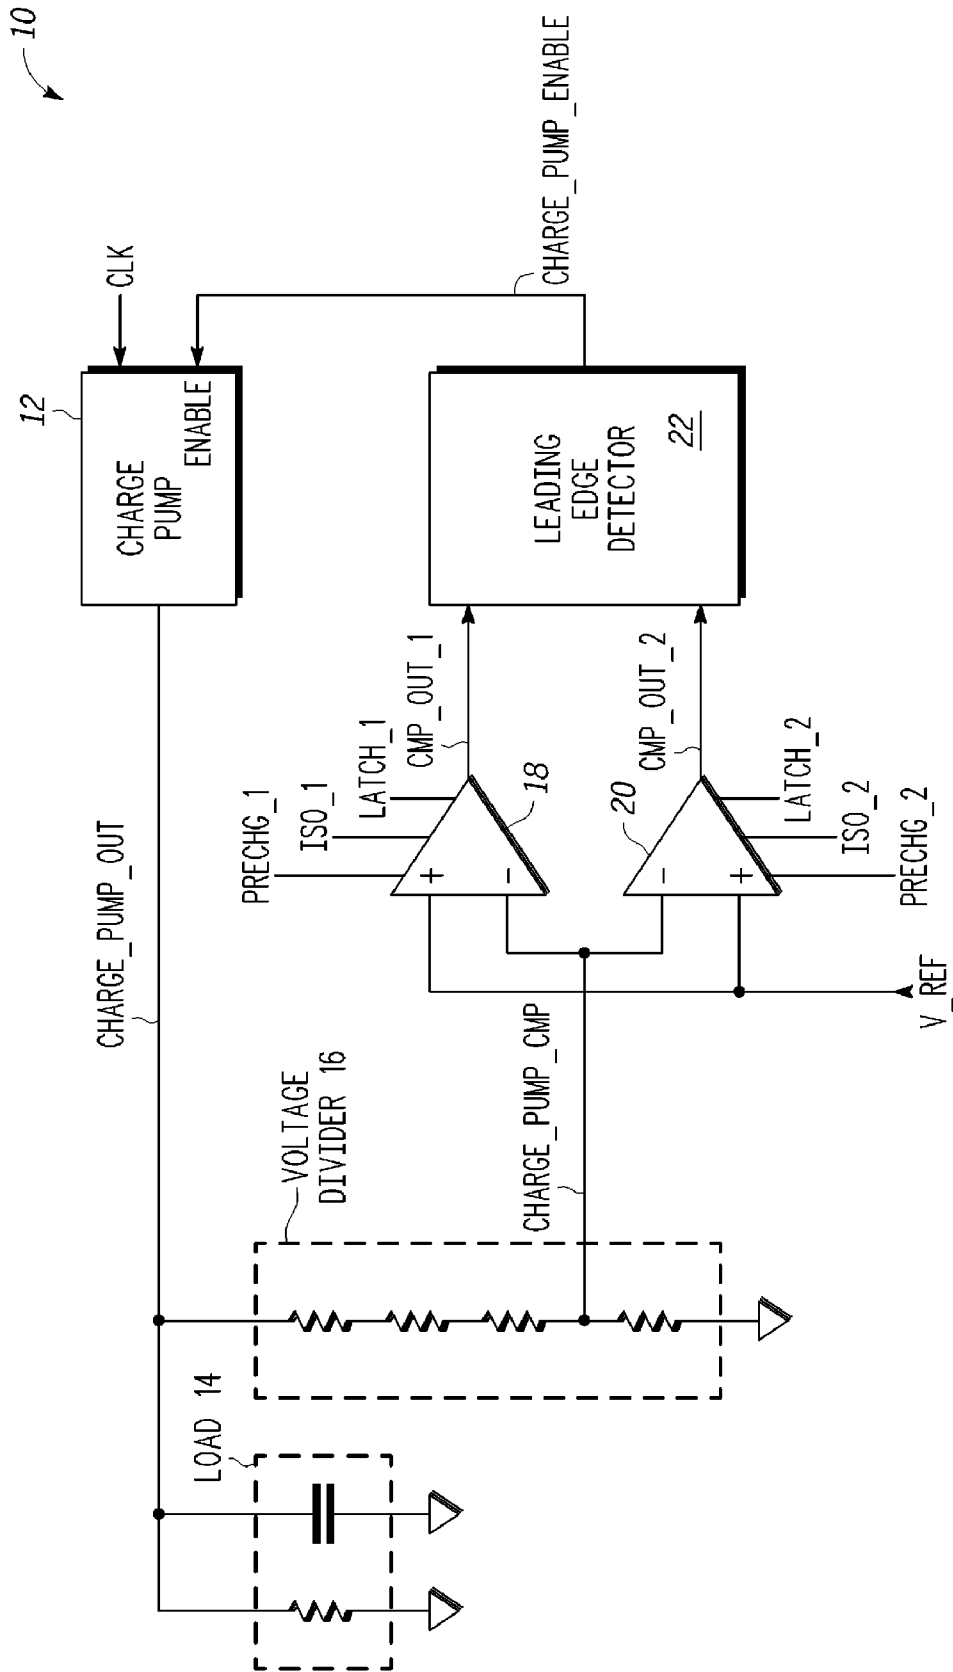 10
CHARGE_PUMP_OUT
12
CHARGE
PUMP
ENABLE
CLK
LOAD 14
VOLTAGE
DIVIDER 16
PRECHG_1
ISO_1
LATCH_1
CMP_OUT_1
+
-
18
CHARGE_PUMP_CMP
LEADING
EDGE
DETECTOR
22
CHARGE_PUMP_ENABLE
20
-
+
CMP_OUT_2
LATCH_2
ISO_2
PRECHG_2
V_REF